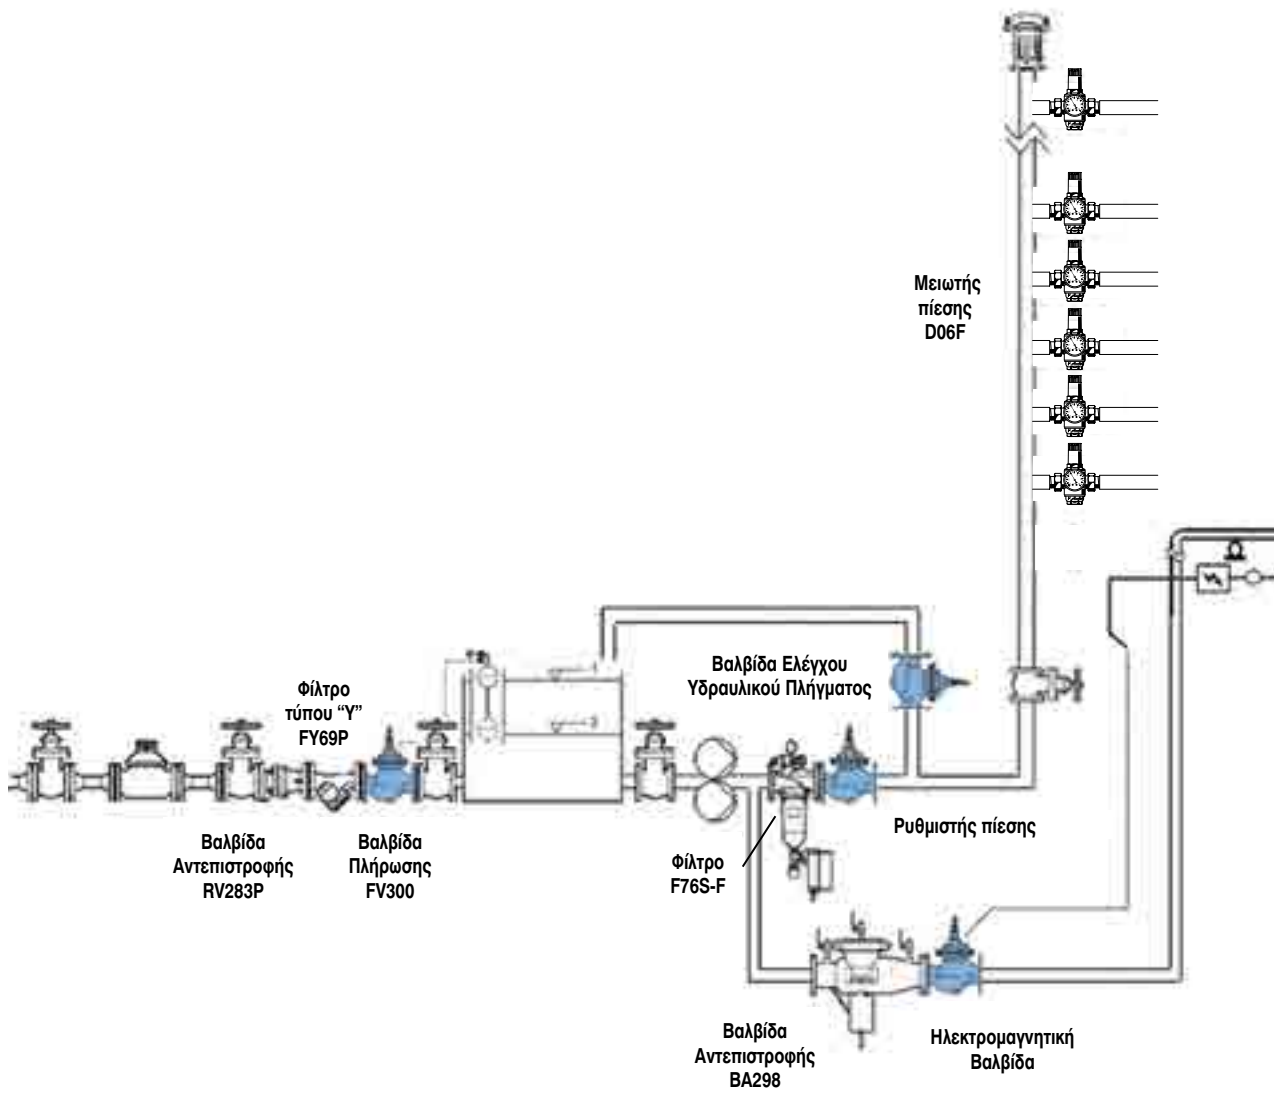 Μειωτής
πίεσης
D06F
Βαλβίδα Ελέγχου
Υδραυλικού Πλήγματος
Φίλτρο
τύπου “Y”
FY69P
Βαλβίδα
Αντεπιστροφής
RV283P
Βαλβίδα
Πλήρωσης
FV300
Φίλτρο
F76S-F
Ρυθμιστής πίεσης
Βαλβίδα
Αντεπιστροφής
BA298
Ηλεκτρομαγνητική
Βαλβίδα